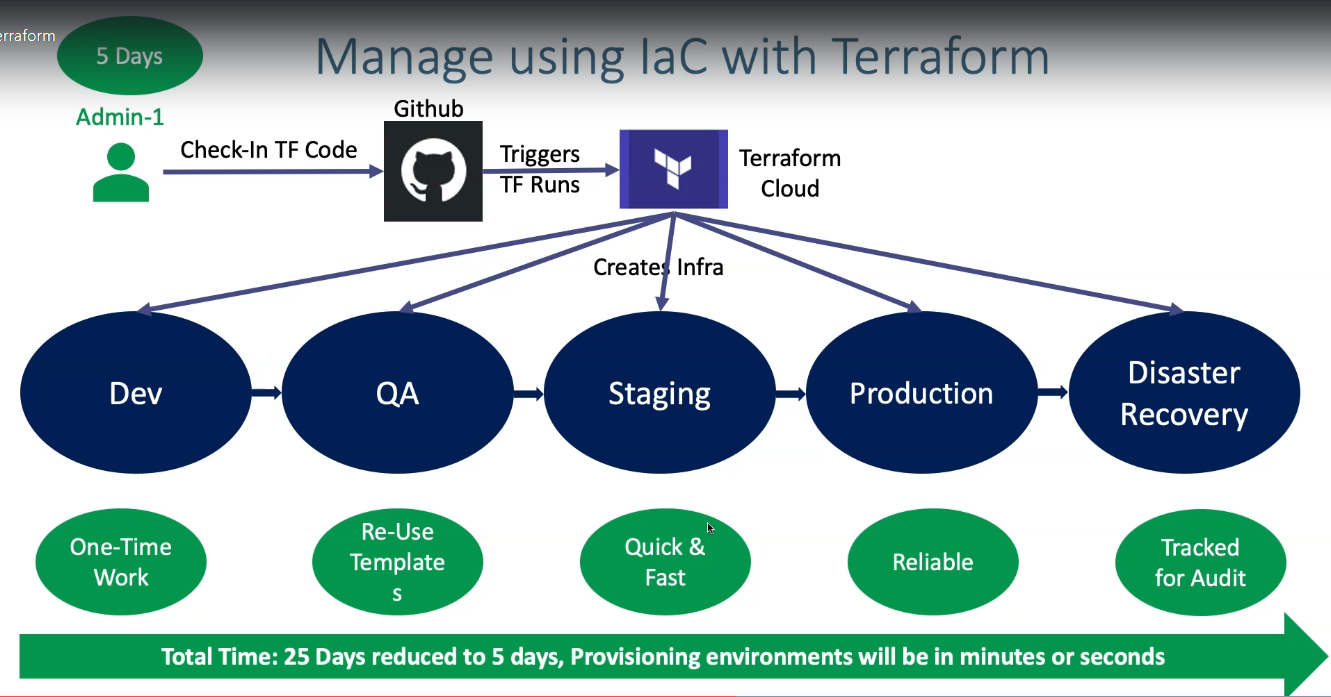 erraform
5 Days
Manage using IaC with Terraform
Admin-1
Github
Check-In TF Code
Triggers
TF Runs
Terraform
Cloud
Creates Infra
Dev
QA
Staging
Production
Disaster
Recovery
One-Time
Work
Re-Use
Template
s
Quick &
Fast
Reliable
Tracked
for Audit
Total Time: 25 Days reduced to 5 days, Provisioning environments will be in minutes or seconds